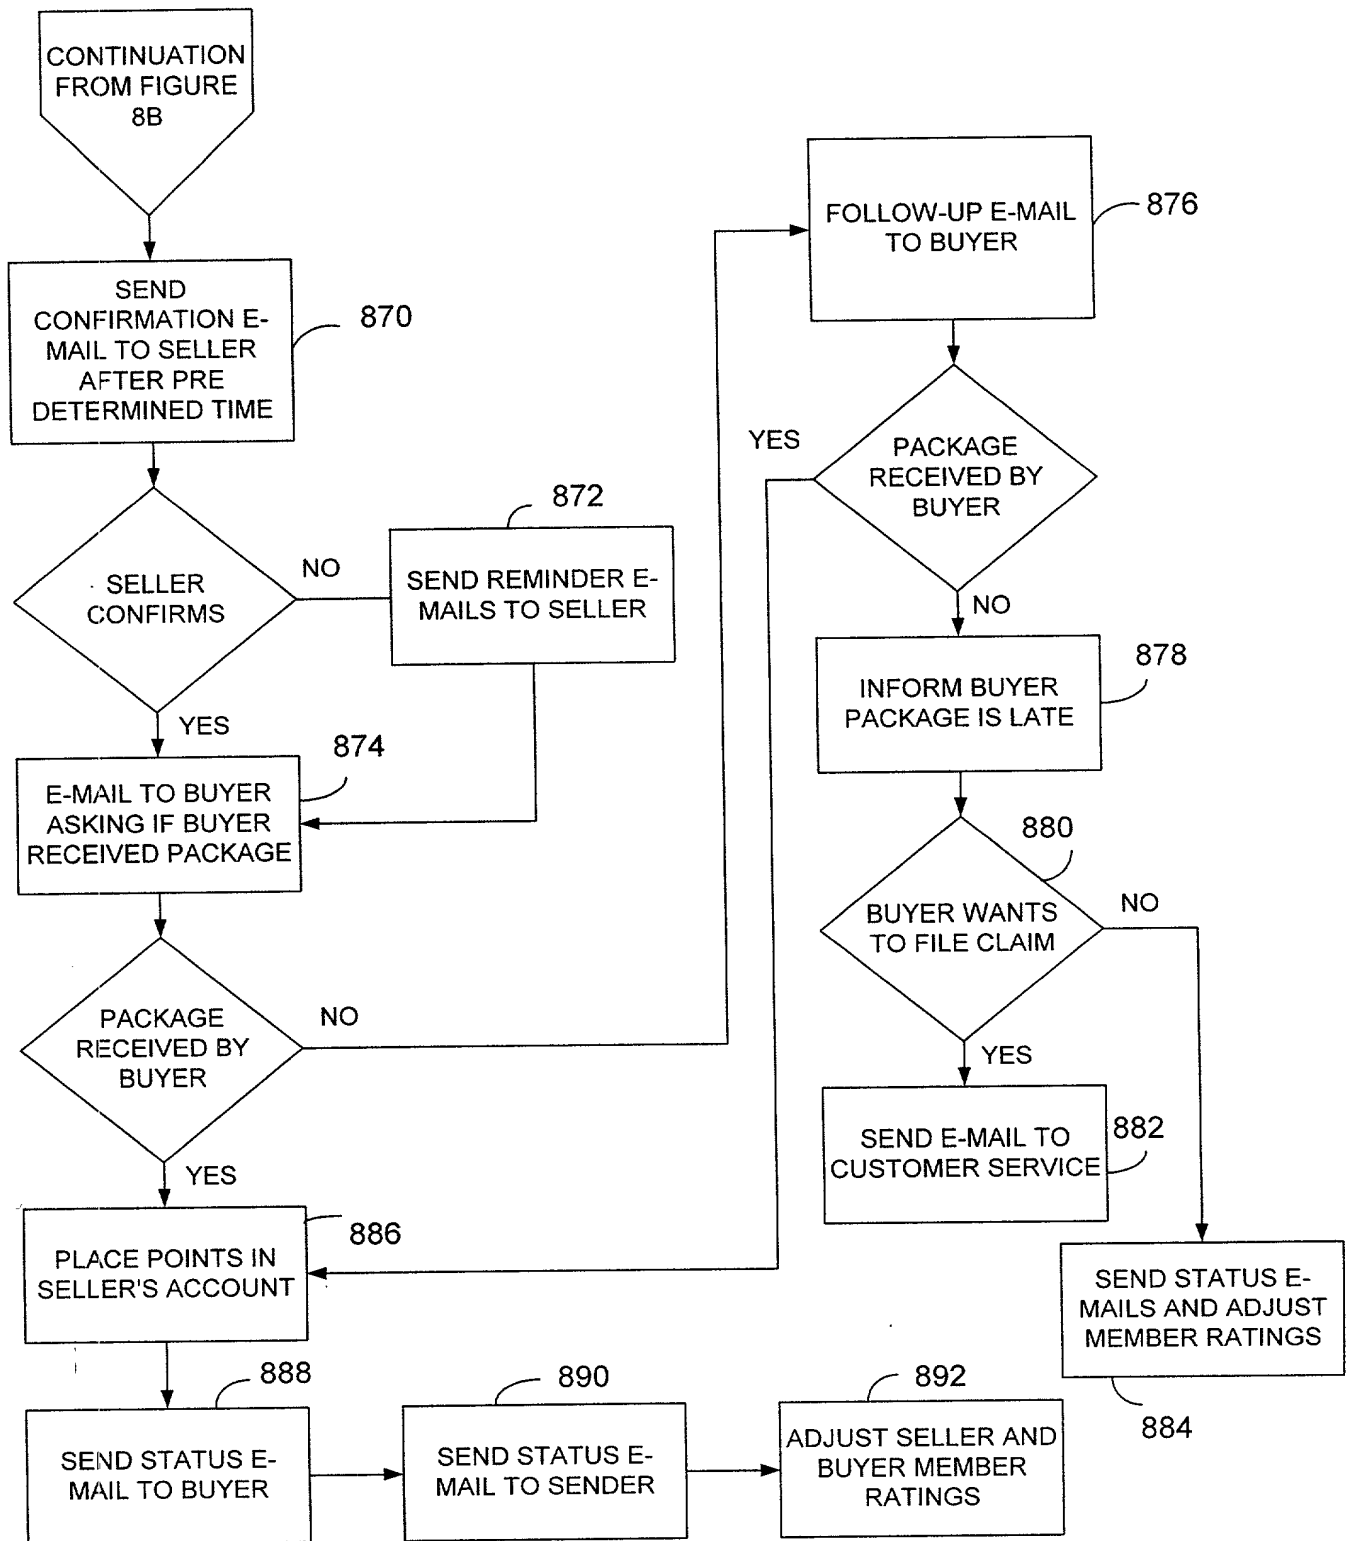 CONTINUATION
FROM FIGURE
8B
SEND
CONFIRMATION E-
MAIL TO SELLER
AFTER PRE
DETERMINED TIME
870
SELLER
CONFIRMS
NO
872
SEND REMINDER E-
MAILS TO SELLER
YES
874
E-MAIL TO BUYER
ASKING IF BUYER
RECEIVED PACKAGE
PACKAGE
RECEIVED BY
BUYER
NO
YES
FOLLOW-UP E-MAIL
TO BUYER
876
YES
PACKAGE
RECEIVED BY
BUYER
NO
878
INFORM BUYER
PACKAGE IS LATE
880
BUYER WANTS
TO FILE CLAIM
NO
YES
SEND E-MAIL TO
CUSTOMER SERVICE
882
SEND STATUS E-
MAILS AND ADJUST
MEMBER RATINGS
884
886
PLACE POINTS IN
SELLER'S ACCOUNT
888
SEND STATUS E-
MAIL TO BUYER
890
SEND STATUS E-
MAIL TO SENDER
892
ADJUST SELLER AND
BUYER MEMBER
RATINGS